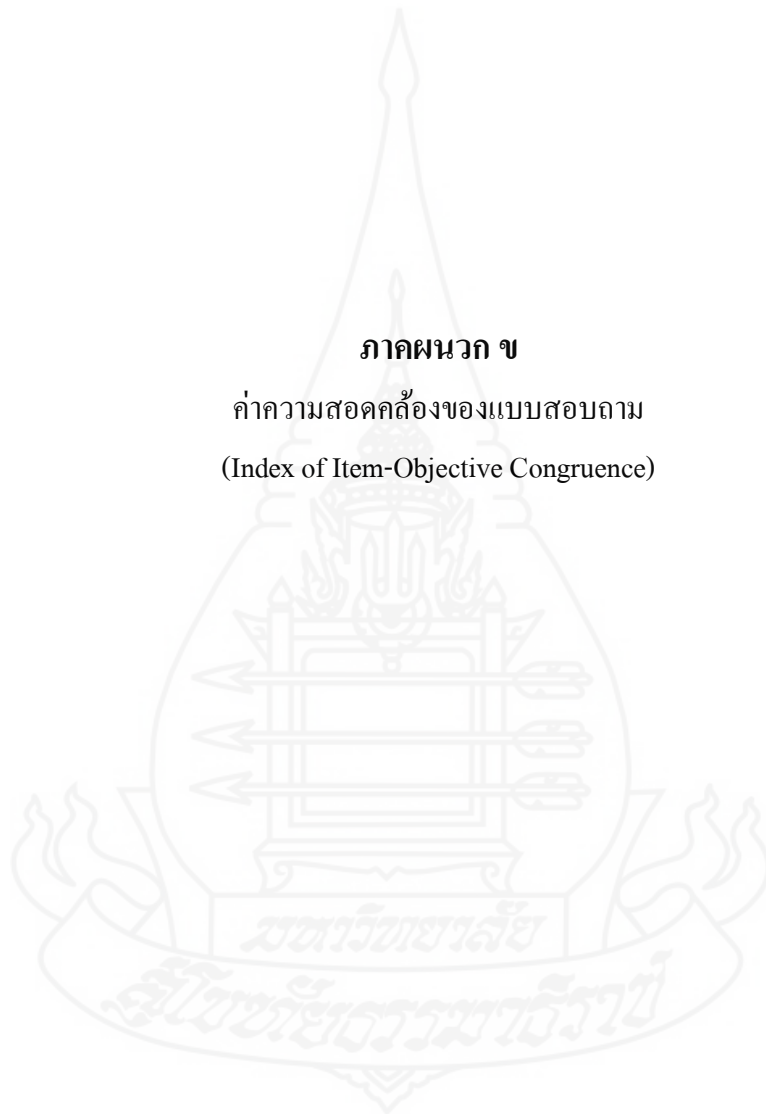 ภาคผนวก ข
ค่าความสอดคล้องของแบบสอบถาม
(Index of Item-Objective Congruence)
มหาวิทยาลัย
สุโขทัยธรรมาธิราช